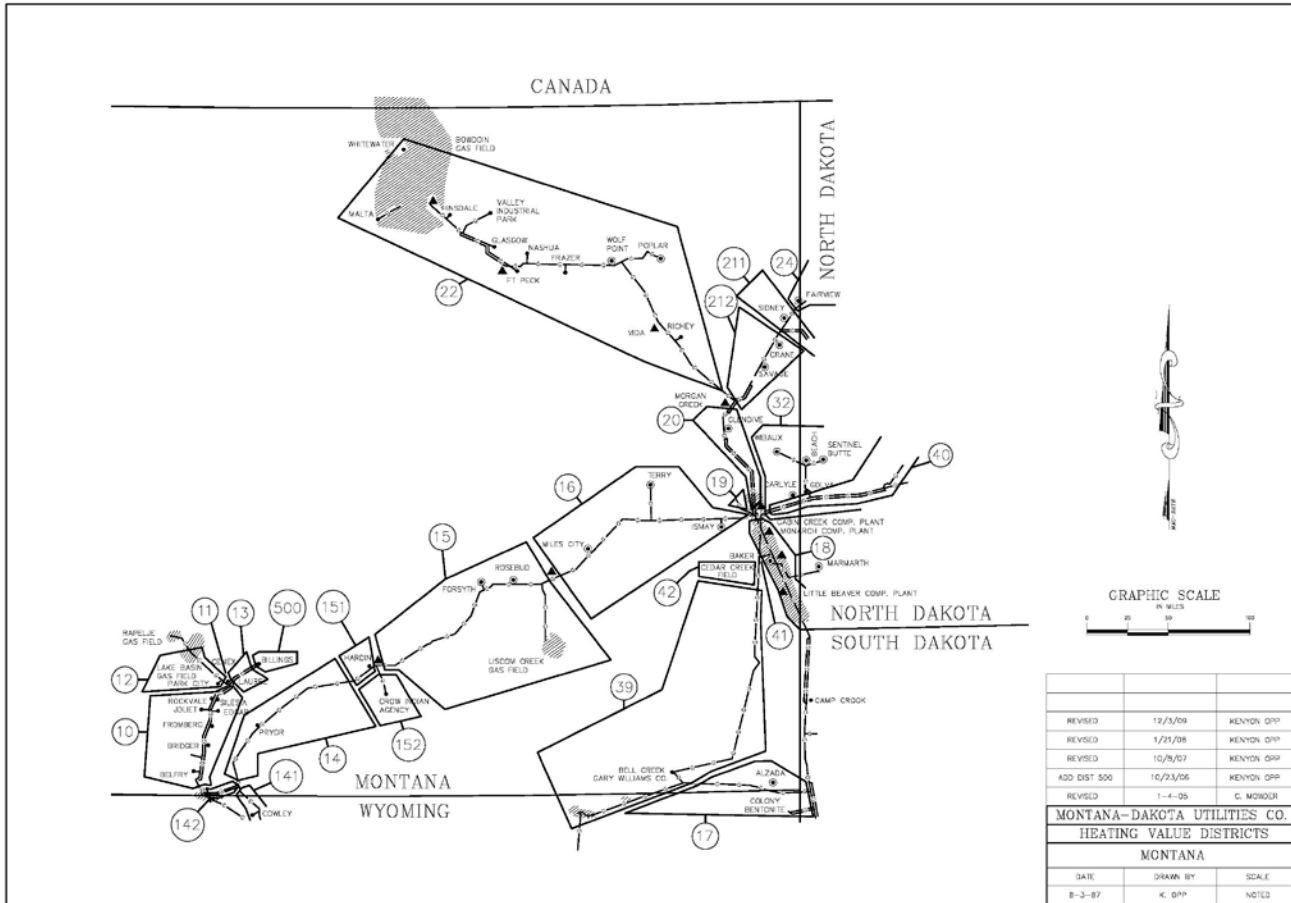 CANADA
NORTH DAKOTA
WHITEWATER
BOWDOIN
GAS FIELD
MALTA
HINSDALE
VALLEY
INDUSTRIAL
PARK
GLASGOW
NASHUA
FRAZER
WOLF
POINT
POPLAR
FT PECK
22
VIDA
RICHEY
211
24
212
FAIRVIEW
SIDNEY
CRANE
SAVAGE
MORGAN
CREEK
20
GLENDIVE
32
WIBAUX
BEACH
SENTINEL
BUTTE
40
CARLYLE
GOLVA
19
16
TERRY
ISMAY
MILES CITY
CABIN CREEK COMP. PLANT
MONARCH COMP. PLANT
18
BAKER
MARMARTH
CEDAR CREEK
FIELD
42
LITTLE BEAVER COMP. PLANT
NORTH DAKOTA
SOUTH DAKOTA
41
15
ROSEBUD
FORSYTH
LISCOM CREEK
GAS FIELD
11
13
500
151
RAPELJE
GAS FIELD
BILLINGS
HARDIN
LAKE BASIN
GAS FIELD
PARK CITY
LAUREL
12
ROCKVALE
SILESIA
JOLIET
EDGAR
10
FROMBERG
PRYOR
CROW INDIAN
AGENCY
152
BRIDGER
14
BELFRY
141
142
COWLEY
MONTANA
WYOMING
39
CAMP CROOK
BELL CREEK
GARY WILLIAMS CO.
ALZADA
COLONY
BENTONITE
17
GRAPHIC SCALE
IN MILES
REVISED 12/3/09 KENYON OPP
REVISED 1/21/08 KENYON OPP
REVISED 10/8/07 KENYON OPP
ADD DIST 500 10/23/06 KENYON OPP
REVISED 1-4-05 C. MOWDER
MONTANA-DAKOTA UTILITIES CO.
HEATING VALUE DISTRICTS
MONTANA
DATE DRAWN BY SCALE
8-3-87 K. OPP NOTED